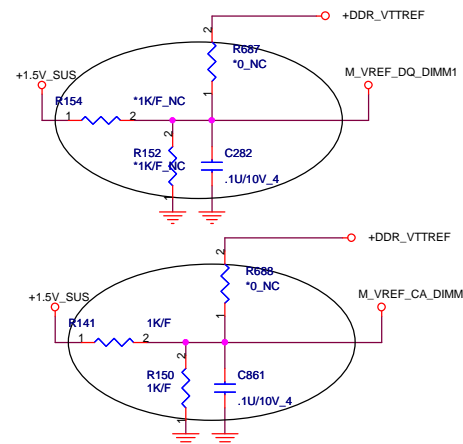 +DDR_VTTREF
2
R687
*0_NC
1
+1.5V_SUS
M_VREF_DQ_DIMM1
R154
*1K/F_NC
1
2
2
R152
*1K/F_NC
1
C282
.1U/10V_4
+DDR_VTTREF
2
R688
*0_NC
1
+1.5V_SUS
M_VREF_CA_DIMM
R141
1K/F
1
2
2
R150
1K/F
1
C861
.1U/10V_4